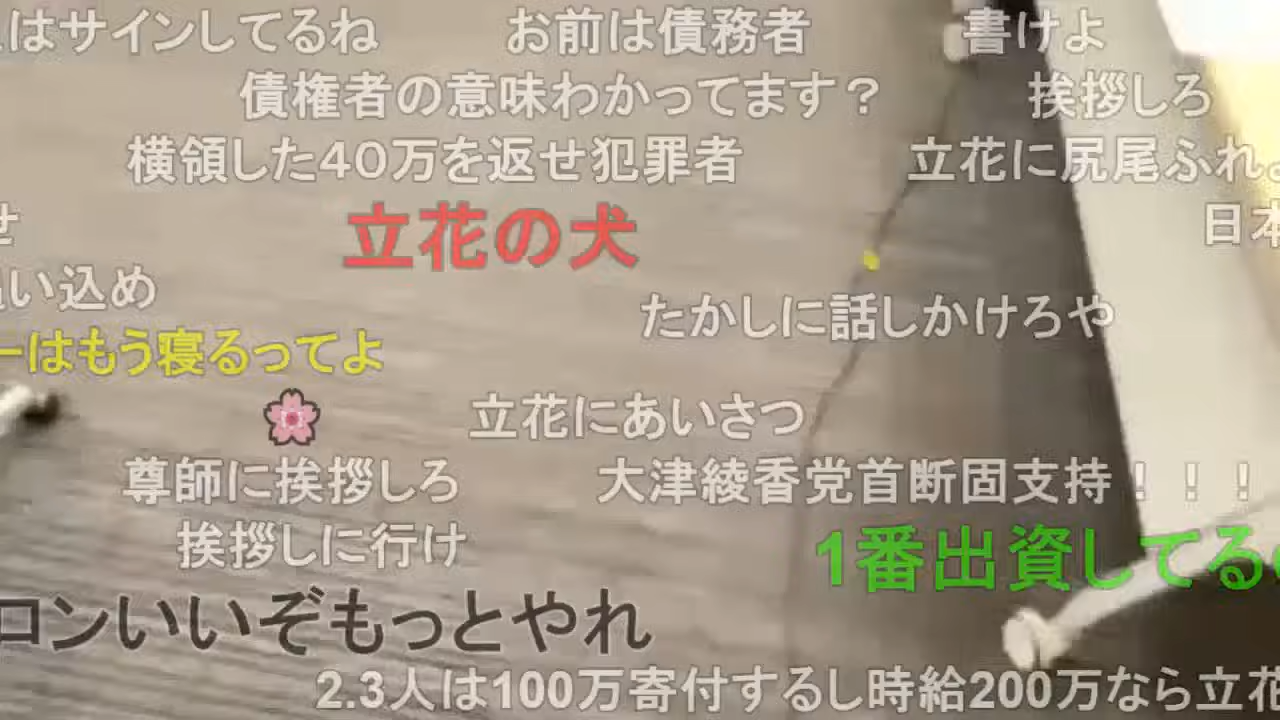 はサインしてるね
お前は債務者
書けよ
債権者の意味わかってます？
挨拶しろ
横領した４０万を返せ犯罪者
立花に尻尾ふれよ
せ
立花の犬
日本
い込め
たかしに話しかけろや
ーはもう寝るってよ
立花にあいさつ
尊師に挨拶しろ
大津綾香党首断固支持！！！
挨拶しに行け
1番出資してる
ロンいいぞもっとやれ
2.3人は100万寄付するし時給200万なら立花